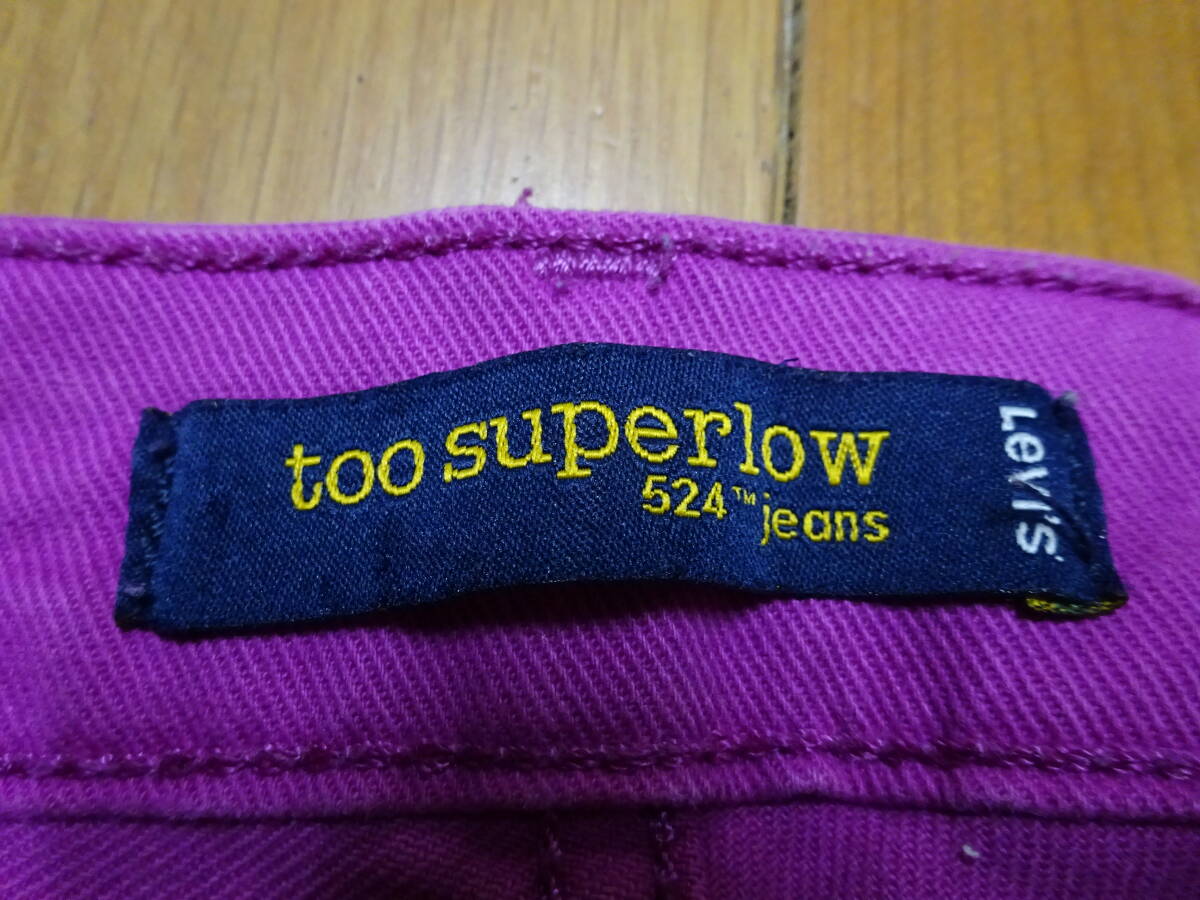 too superlow
524™ jeans
Levi's